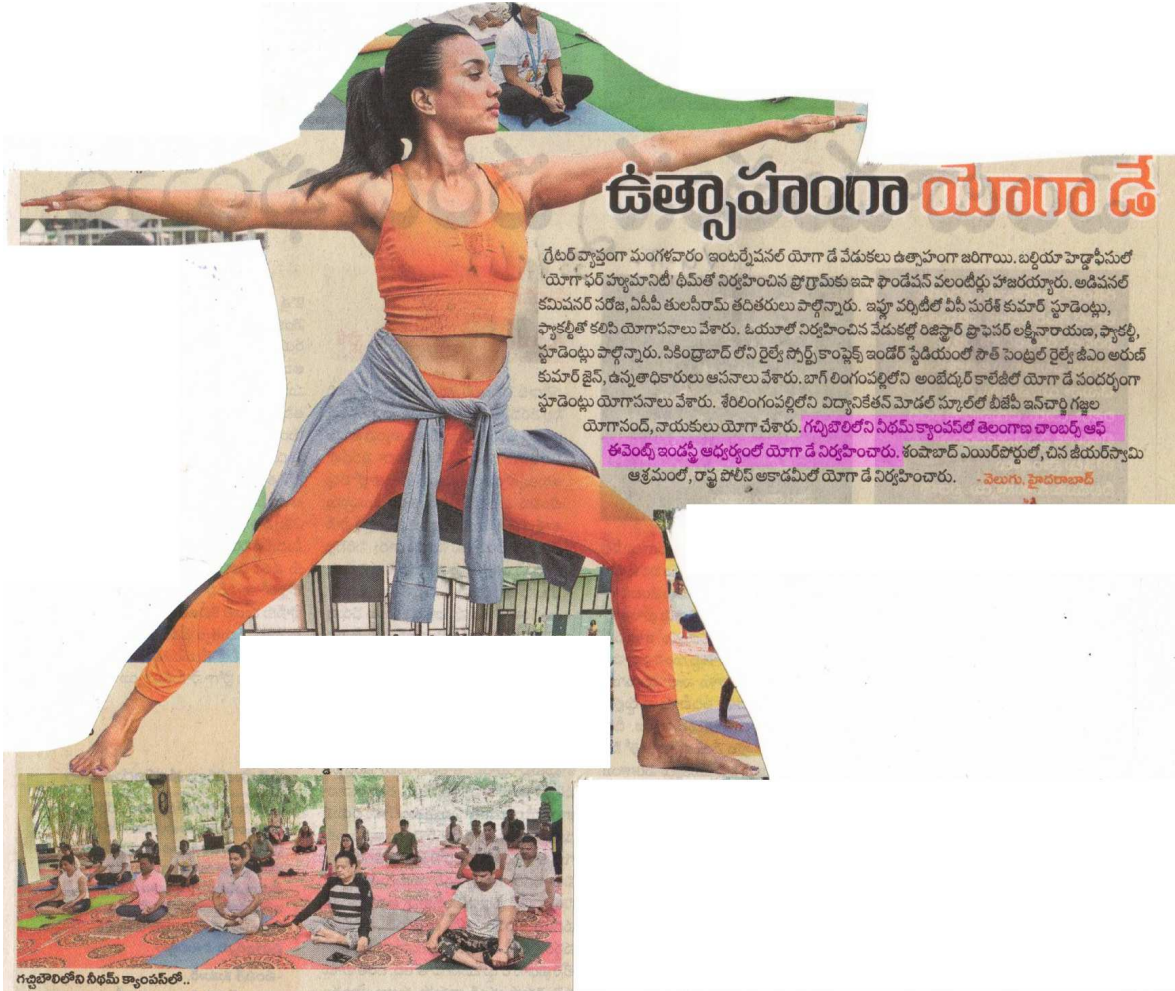 ఉత్సాహంగా యోగా డే
గ్రేటర్ వ్యాప్తంగా మంగళవారం ఇంటర్నేషనల్ యోగా డే వేడుకలు ఉత్సాహంగా జరిగాయి. బల్దియా హెడ్డాఫీసులో
'యోగా ఫర్ హ్యుమానిటీ' థీమ్‌తో నిర్వహించిన ప్రోగ్రామ్‌కు ఇషా ఫౌండేషన్ వలంటీర్లు హాజరయ్యారు. అడిషనల్
కమిషనర్ సరోజ, ఏసీపీ తులసీరామ్ తదితరులు పాల్గొన్నారు. ఇఫ్లూ వర్సిటీలో వీసీ సురేశ్ కుమార్ స్టూడెంట్లు,
ఫ్యాకల్టీతో కలిసి యోగాసనాలు వేశారు. ఓయూలో నిర్వహించిన వేడుకల్లో రిజిస్ట్రార్ ప్రొఫెసర్ లక్ష్మీనారాయణ, ఫ్యాకల్టీ,
స్టూడెంట్లు పాల్గొన్నారు. సికింద్రాబాద్ లోని రైల్వే స్పోర్ట్స్ కాంప్లెక్స్ ఇండోర్ స్టేడియంలో సౌత్ సెంట్రల్ రైల్వే జీఎం అరుణ్
కుమార్ జైన్, ఉన్నతాధికారులు ఆసనాలు వేశారు. బాగ్ లింగంపల్లిలోని అంబేద్కర్ కాలేజీలో యోగా డే సందర్భంగా
స్టూడెంట్లు యోగాసనాలు వేశారు. శేరిలింగంపల్లిలోని విద్యానికేతన్ మోడల్ స్కూల్‌లో బీజేపీ ఇన్‌చార్జి గజ్జల
యోగానంద్, నాయకులు యోగా చేశారు. గచ్చిబౌలిలోని నీథమ్ క్యాంపస్‌లో తెలంగాణ చాంబర్స్ ఆఫ్
ఈవెంట్స్ ఇండస్ట్రీ ఆధ్వర్యంలో యోగా డే నిర్వహించారు. శంషాబాద్ ఎయిర్‌పోర్టులో, చిన జీయర్‌స్వామి
ఆశ్రమంలో, రాష్ట్ర పోలీస్ అకాడమీలో యోగా డే నిర్వహించారు. - వెలుగు, హైదరాబాద్
గచ్చిబౌలిలోని నీథమ్ క్యాంపస్‌లో..